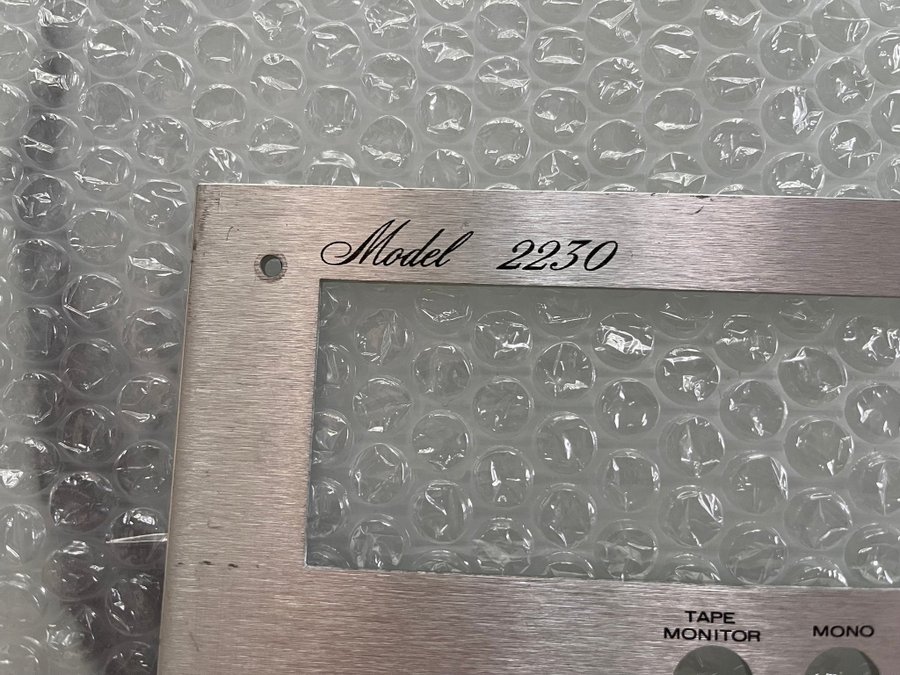 Model 2230
TAPE
MONITOR
MONO